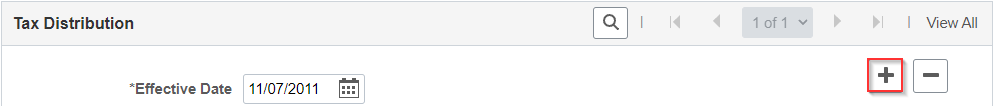 Tax Distribution 1 of 1 View All
*Effective Date 11/07/2011